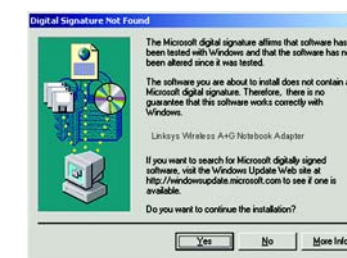 Digital Signature Not Found
The Microsoft digital signature affirms that software has
been tested with Windows and that the software has no
been altered since it was tested.
The software you are about to install does not contain a
Microsoft digital signature. Therefore, there is no
guarantee that this software works correctly with
Windows.
Linksys Wireless A+G Notebook Adapter
If you want to search for Microsoft digitally signed
software, visit the Windows Update Web site at
http://windowsupdate.microsoft.com to see if one is
available.
Do you want to continue the installation?
Yes No More Info